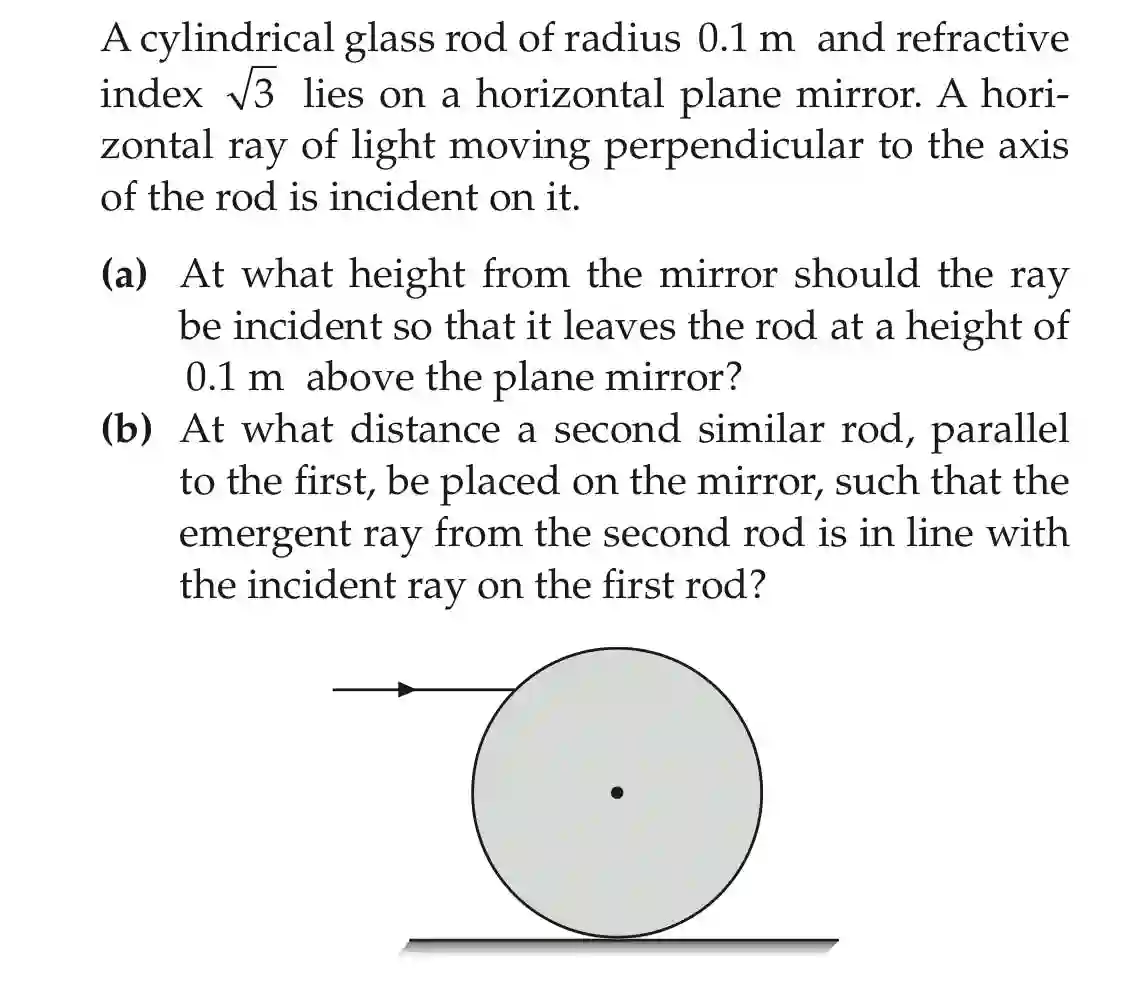 A cylindrical glass rod of radius 0.1 m and refractive
index √3 lies on a horizontal plane mirror. A hori-
zontal ray of light moving perpendicular to the axis
of the rod is incident on it.
(a) At what height from the mirror should the ray
be incident so that it leaves the rod at a height of
0.1 m above the plane mirror?
(b) At what distance a second similar rod, parallel
to the first, be placed on the mirror, such that the
emergent ray from the second rod is in line with
the incident ray on the first rod?